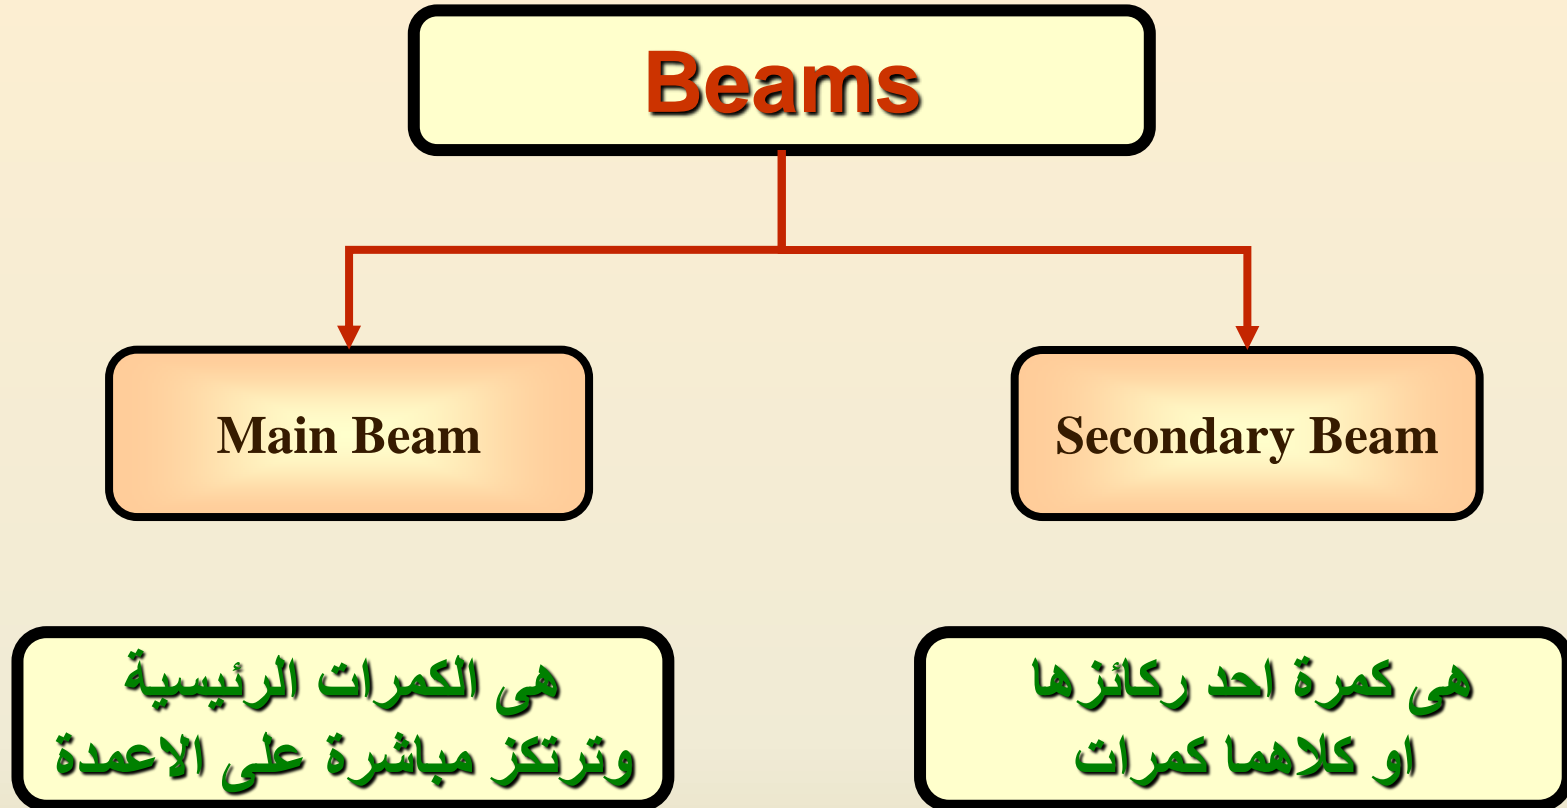 Beams
Main Beam
Secondary Beam
هى الكمرات الرئيسية
وترتكز مباشرة على الاعمدة
هى كمرة احد ركائزها
او كلاهما كمرات